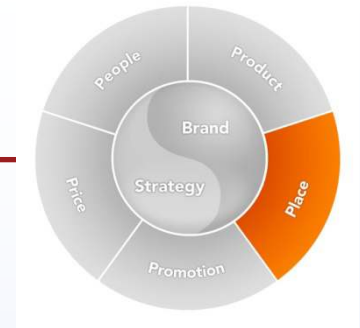 People
Product
Brand
Strategy
Price
Place
Promotion